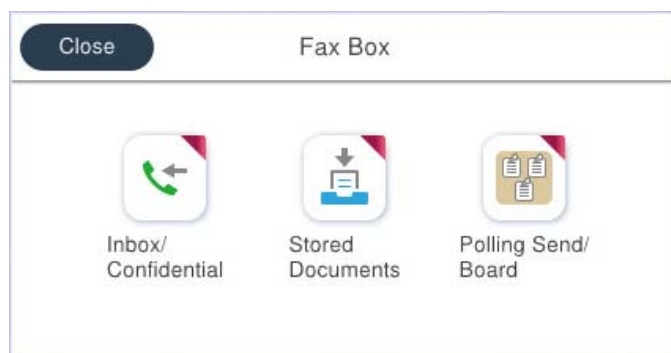 Close
Fax Box
Inbox/
Confidential
Stored
Documents
Polling Send/
Board